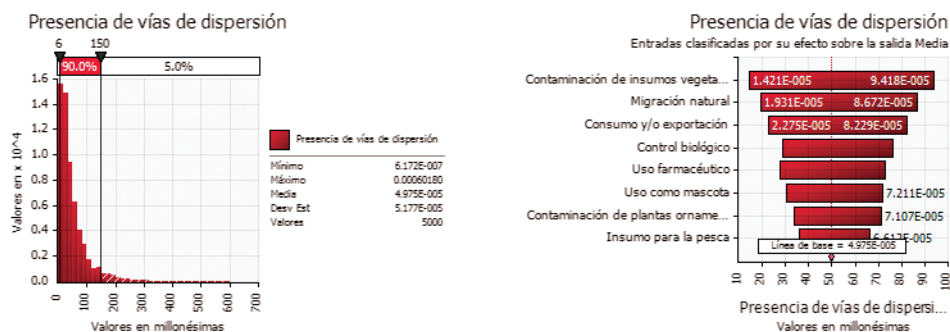 Presencia de vías de dispersión
6 150
90.0% 5.0%
Valores en x 10^4
1.6
1.4
1.2
1.0
0.8
0.6
0.4
0.2
0.0
0 100 200 300 400 500 600 700
Valores en millonésimas
Presencia de vías de dispersión
Mínimo 6.172E-007
Máximo 0.00060180
Media 4.975E-005
Desv Est 5.177E-005
Valores 5000
Presencia de vías de dispersión
Entradas clasificadas por su efecto sobre la salida Media
Contaminación de insumos vegeta... 1.421E-005 9.418E-005
Migración natural 1.931E-005 8.672E-005
Consumo y/o exportación 2.275E-005 8.229E-005
Control biológico
Uso farmacéutico
Uso como mascota 7.211E-005
Contaminación de plantas orname... 7.107E-005
Insumo para la pesca
Línea de base = 4.975E-005
10 20 30 40 50 60 70 80 90 100
Presencia de vías de dispersi...
Valores en millonésimas